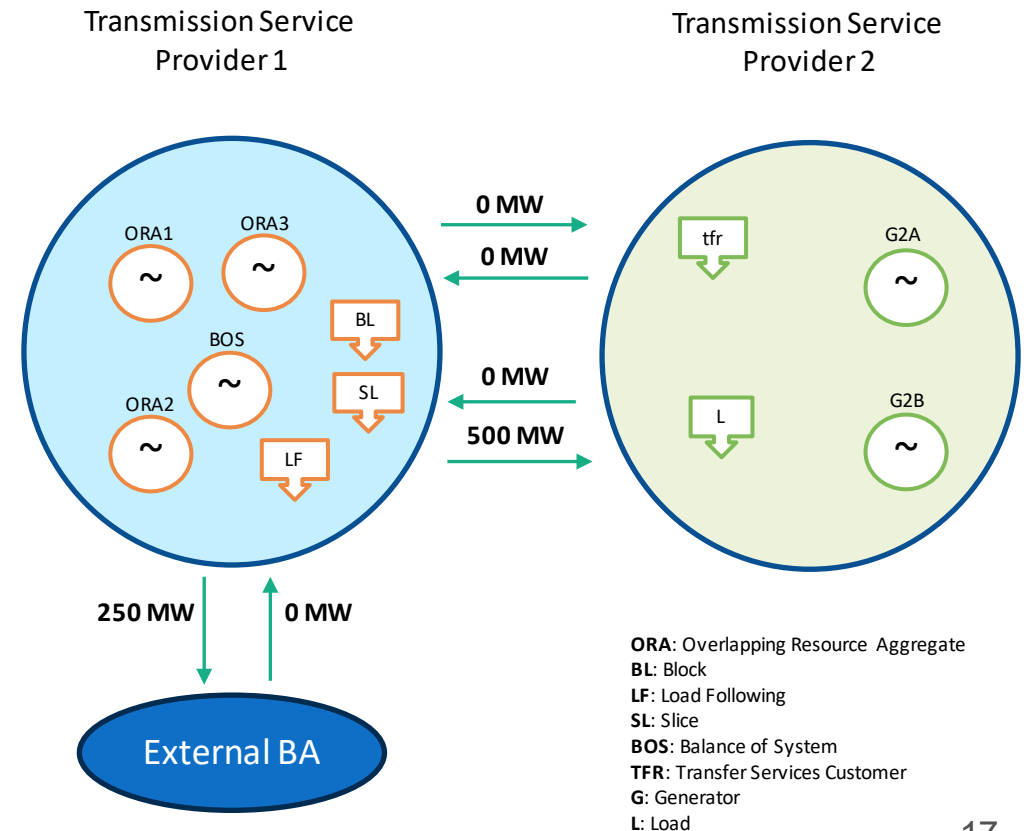 Transmission Service
Provider 1
Transmission Service
Provider 2
ORA1
~
ORA3
~
BOS
~
ORA2
~
BL
SL
LF
0 MW
0 MW
0 MW
500 MW
tfr
L
G2A
~
G2B
~
250 MW
0 MW
External BA
ORA: Overlapping Resource Aggregate
BL: Block
LF: Load Following
SL: Slice
BOS: Balance of System
TFR: Transfer Services Customer
G: Generator
L: Load